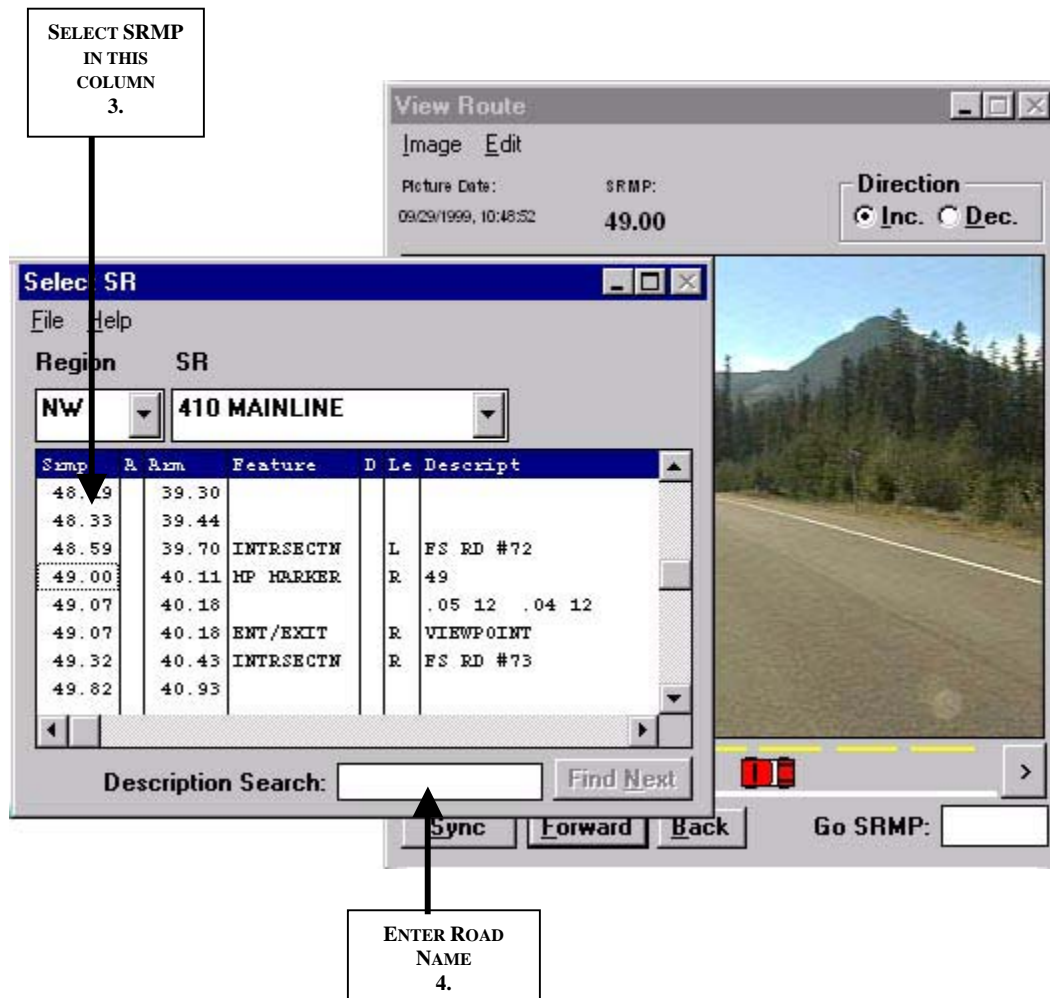 SELECT SRMP
IN THIS
COLUMN
3.
View Route
Image Edit
Picture Date: SRMP: Direction
09/29/1999, 10:48:52 49.00 Inc. Dec.
Select SR
File Help
Region SR
NW 410 MAINLINE
Srmp A Arm Feature D Le Descript
39.30
48.33 39.44
48.59 39.70 INTRSECTN L FS RD #72
49.00 40.11 MP MARKER R 49
49.07 40.18 .05 12 .04 12
49.07 40.18 ENT/EXIT R VIEWPOINT
49.32 40.43 INTRSECTN R FS RD #73
49.82 40.93
Description Search: Find Next
>
Sync Forward Back Go SRMP:
ENTER ROAD
NAME
4.